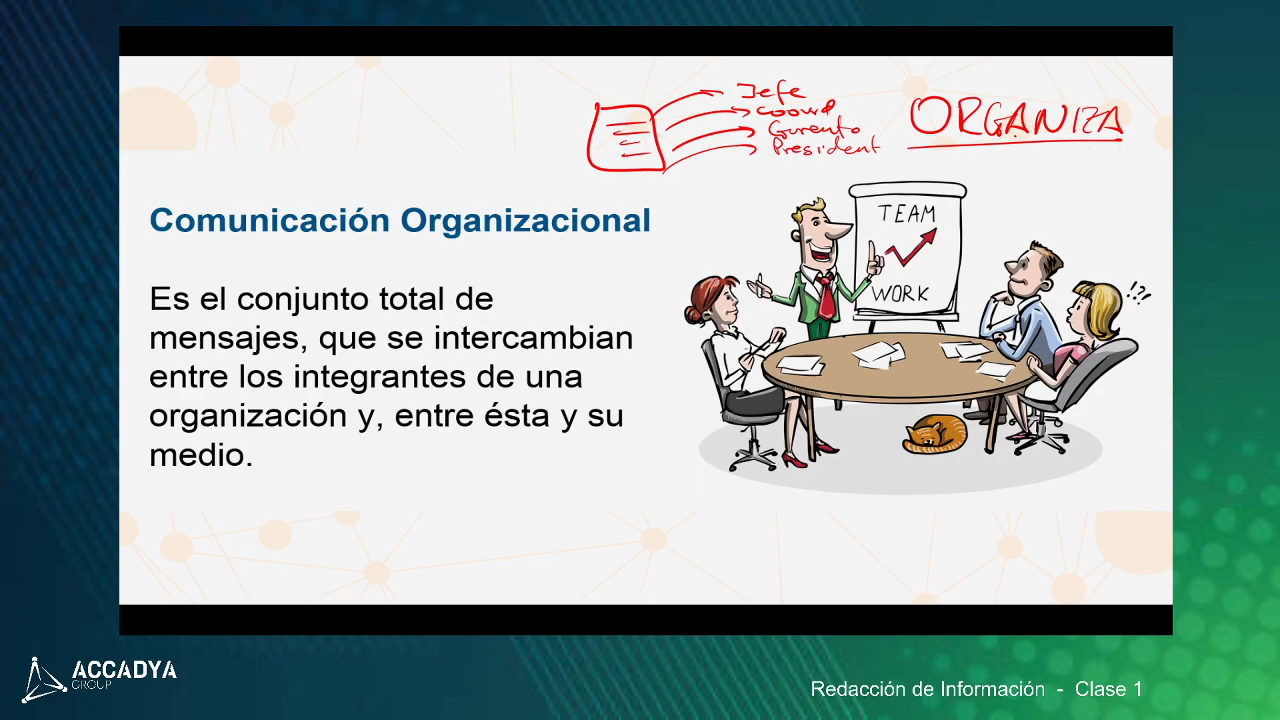 Jefe
Coord
Gerente
President
ORGANIZA
TEAM
WORK
!?!
Comunicación Organizacional
Es el conjunto total de
mensajes, que se intercambian
entre los integrantes de una
organización y, entre ésta y su
medio.
ACCADYA
GROUP
Redacción de Información - Clase 1